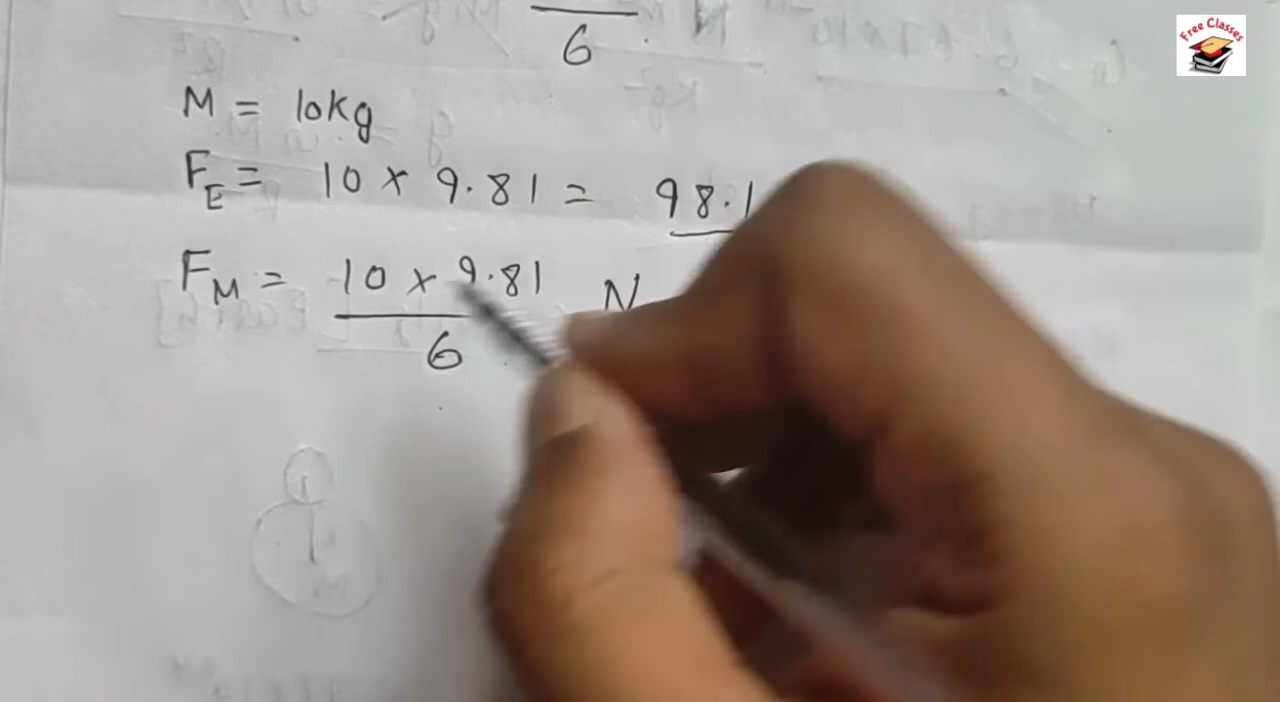 Free Classes
6
M = 10kg
F_E = 10 × 9.81 = 98.1
F_M = 10 × 9.81 N
6